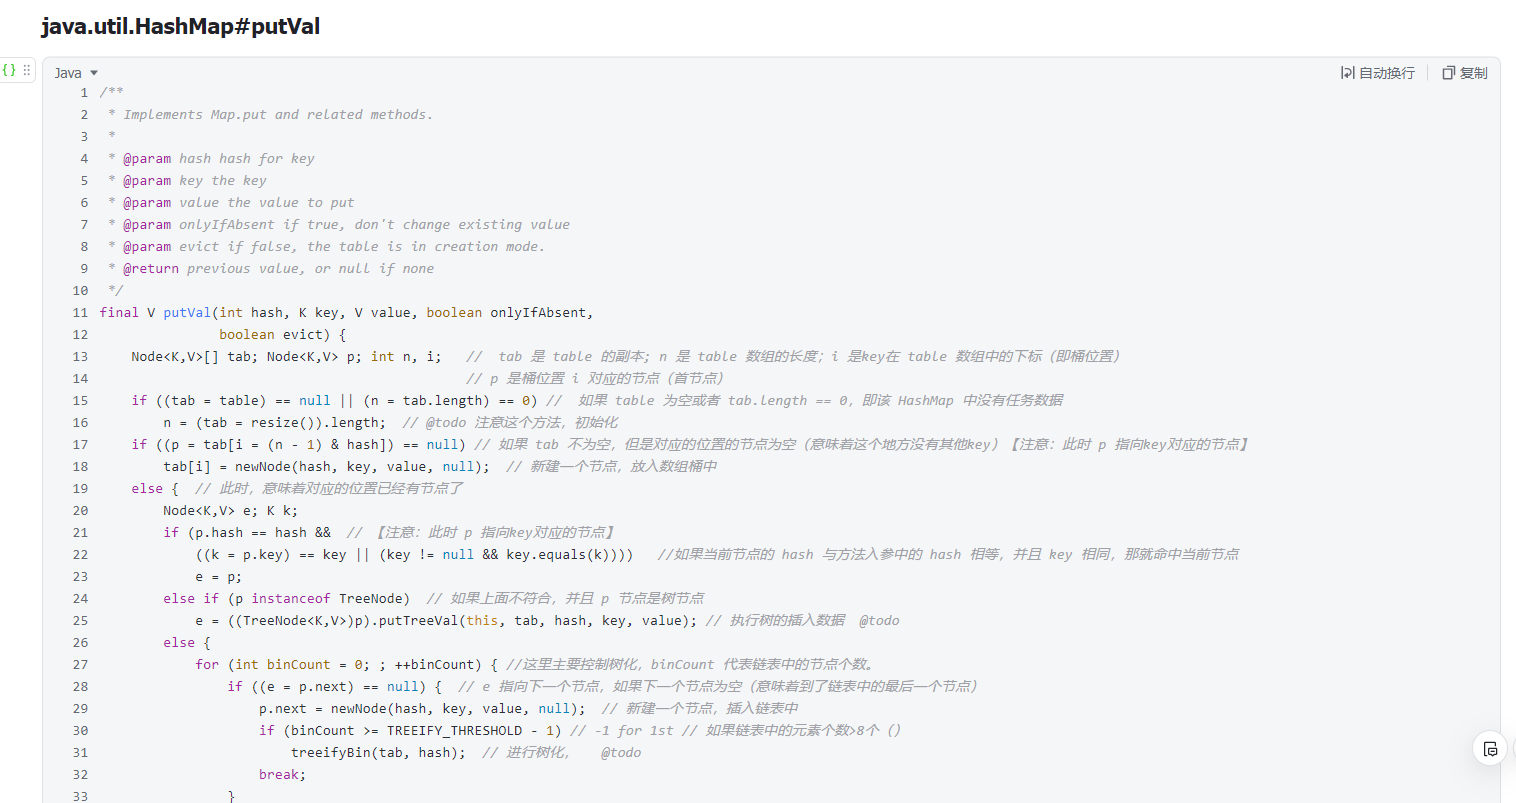 java.util.HashMap#putVal
{} Java 自动换行 复制
1 /**
2  * Implements Map.put and related methods.
3  *
4  * @param hash hash for key
5  * @param key the key
6  * @param value the value to put
7  * @param onlyIfAbsent if true, don't change existing value
8  * @param evict if false, the table is in creation mode.
9  * @return previous value, or null if none
10  */
11 final V putVal(int hash, K key, V value, boolean onlyIfAbsent,
12                boolean evict) {
13     Node<K,V>[] tab; Node<K,V> p; int n, i;   //  tab 是 table 的副本；n 是 table 数组的长度；i 是key在 table 数组中的下标（即桶位置）
14                                               // p 是桶位置 i 对应的节点（首节点）
15     if ((tab = table) == null || (n = tab.length) == 0) //  如果 table 为空或者 tab.length == 0，即该 HashMap 中没有任务数据
16         n = (tab = resize()).length;  // @todo 注意这个方法，初始化
17     if ((p = tab[i = (n - 1) & hash]) == null) // 如果 tab 不为空，但是对应的位置的节点为空（意味着这个地方没有其他key）【注意：此时 p 指向key对应的节点】
18         tab[i] = newNode(hash, key, value, null);  // 新建一个节点，放入数组桶中
19     else {  // 此时，意味着对应的位置已经有节点了
20         Node<K,V> e; K k;
21         if (p.hash == hash &&  // 【注意：此时 p 指向key对应的节点】
22             ((k = p.key) == key || (key != null && key.equals(k))))   //如果当前节点的 hash 与方法入参中的 hash 相等，并且 key 相同，那就命中当前节点
23             e = p;
24         else if (p instanceof TreeNode)  // 如果上面不符合，并且 p 节点是树节点
25             e = ((TreeNode<K,V>)p).putTreeVal(this, tab, hash, key, value); // 执行树的插入数据  @todo
26         else {
27             for (int binCount = 0; ; ++binCount) { //这里主要控制树化，binCount 代表链表中的节点个数。
28                 if ((e = p.next) == null) {  // e 指向下一个节点，如果下一个节点为空（意味着到了链表中的最后一个节点）
29                     p.next = newNode(hash, key, value, null);  // 新建一个节点，插入链表中
30                     if (binCount >= TREEIFY_THRESHOLD - 1) // -1 for 1st // 如果链表中的元素个数>8个（）
31                         treeifyBin(tab, hash);  // 进行树化，   @todo
32                     break;
33                 }